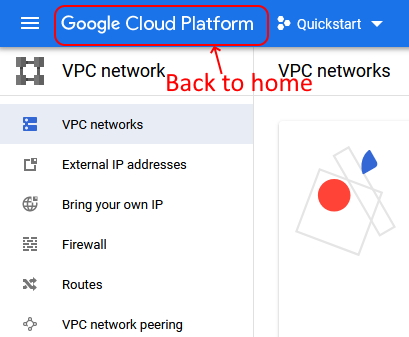 Google Cloud Platform
Quickstart
VPC network
VPC networks
Back to home
VPC networks
External IP addresses
Bring your own IP
Firewall
Routes
VPC network peering